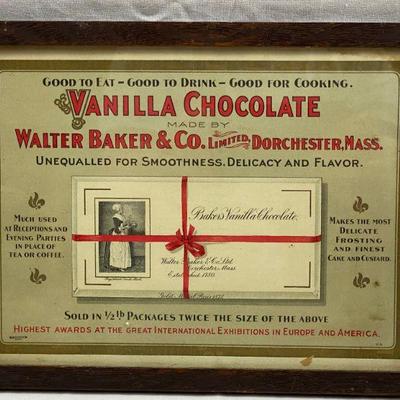 GOOD TO EAT – GOOD TO DRINK – GOOD FOR COOKING.
VANILLA CHOCOLATE
MADE BY
WALTER BAKER & CO. LIMITED, DORCHESTER, MASS.
UNEQUALLED FOR SMOOTHNESS, DELICACY AND FLAVOR.
MUCH USED
AT RECEPTIONS AND
EVENING PARTIES
IN PLACE OF
TEA OR COFFEE.
Baker's Vanilla Chocolate.
Walter Baker & Co. Ltd.
Dorchester, Mass.
Established 1780.
MAKES THE MOST
DELICATE
FROSTING
AND FINEST
CAKE AND CUSTARD.
SOLD IN 1/2 lb PACKAGES TWICE THE SIZE OF THE ABOVE
HIGHEST AWARDS AT THE GREAT INTERNATIONAL EXHIBITIONS IN EUROPE AND AMERICA.